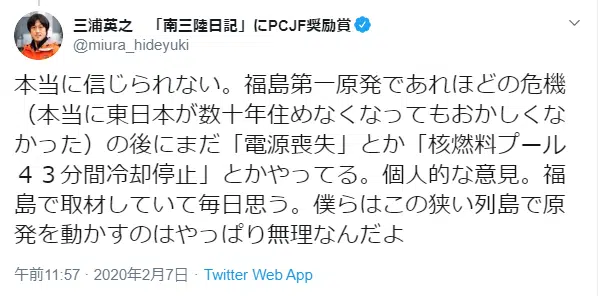 三浦英之　「南三陸日記」にPCJF奨励賞
@miura_hideyuki
本当に信じられない。福島第一原発であれほどの危機
（本当に東日本が数十年住めなくなってもおかしくな
かった）の後にまだ「電源喪失」とか「核燃料プール
４３分間冷却停止」とかやってる。個人的な意見。福
島で取材していて毎日思う。僕らはこの狭い列島で原
発を動かすのはやっぱり無理なんだよ
午前11:57 · 2020年2月7日 · Twitter Web App